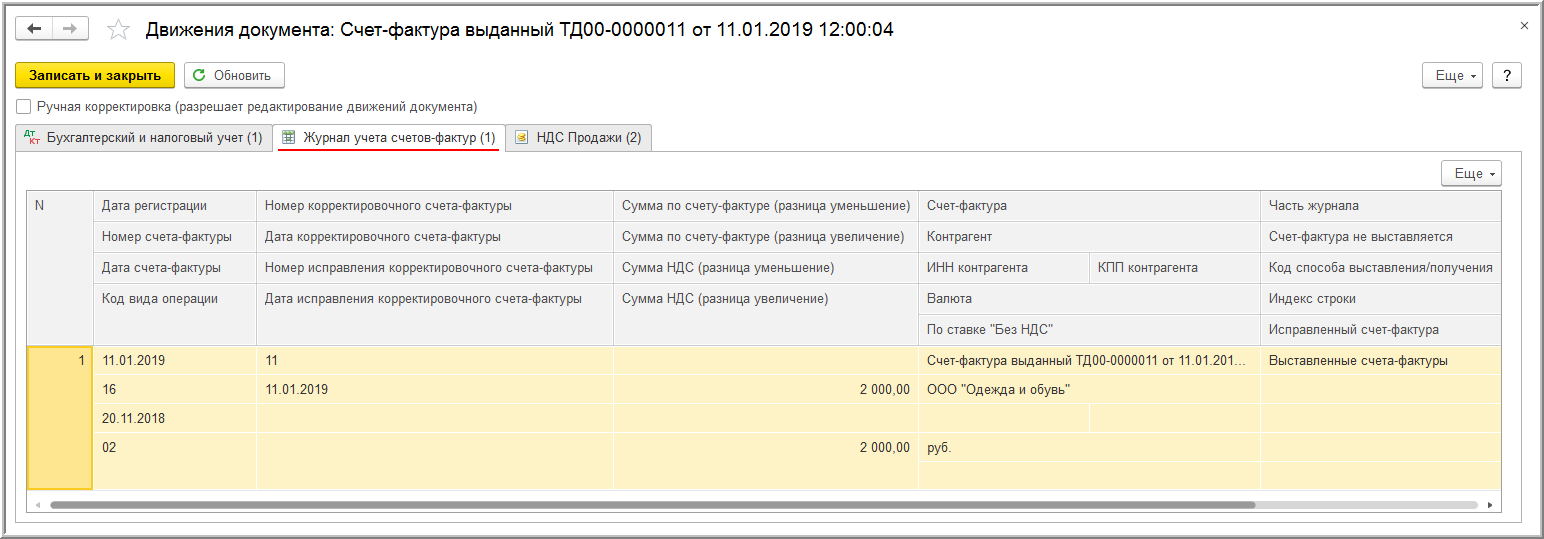 Движения документа: Счет-фактура выданный ТД00-0000011 от 11.01.2019 12:00:04
Записать и закрыть Обновить Еще ?
Ручная корректировка (разрешает редактирование движений документа)
Дт Кт Бухгалтерский и налоговый учет (1) Журнал учета счетов-фактур (1) НДС Продажи (2)
Еще
N Дата регистрации Номер корректировочного счета-фактуры Сумма по счету-фактуре (разница уменьшение) Счет-фактура Часть журнала
Номер счета-фактуры Дата корректировочного счета-фактуры Сумма по счету-фактуре (разница увеличение) Контрагент Счет-фактура не выставляется
Дата счета-фактуры Номер исправления корректировочного счета-фактуры Сумма НДС (разница уменьшение) ИНН контрагента КПП контрагента Код способа выставления/получения
Код вида операции Дата исправления корректировочного счета-фактуры Сумма НДС (разница увеличение) Валюта Индекс строки
По ставке "Без НДС" Исправленный счет-фактура
1 11.01.2019 11 Счет-фактура выданный ТД00-0000011 от 11.01.201... Выставленные счета-фактуры
16 11.01.2019 2 000,00 ООО "Одежда и обувь"
20.11.2018
02 2 000,00 руб.